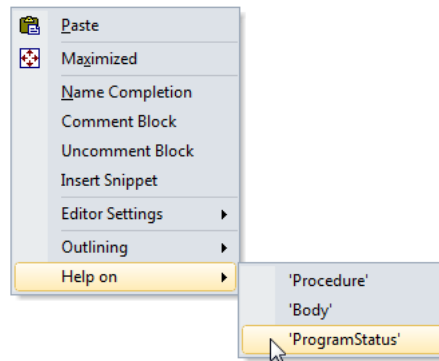 Paste
Maximized
Name Completion
Comment Block
Uncomment Block
Insert Snippet
Editor Settings
Outlining
Help on
'Procedure'
'Body'
'ProgramStatus'